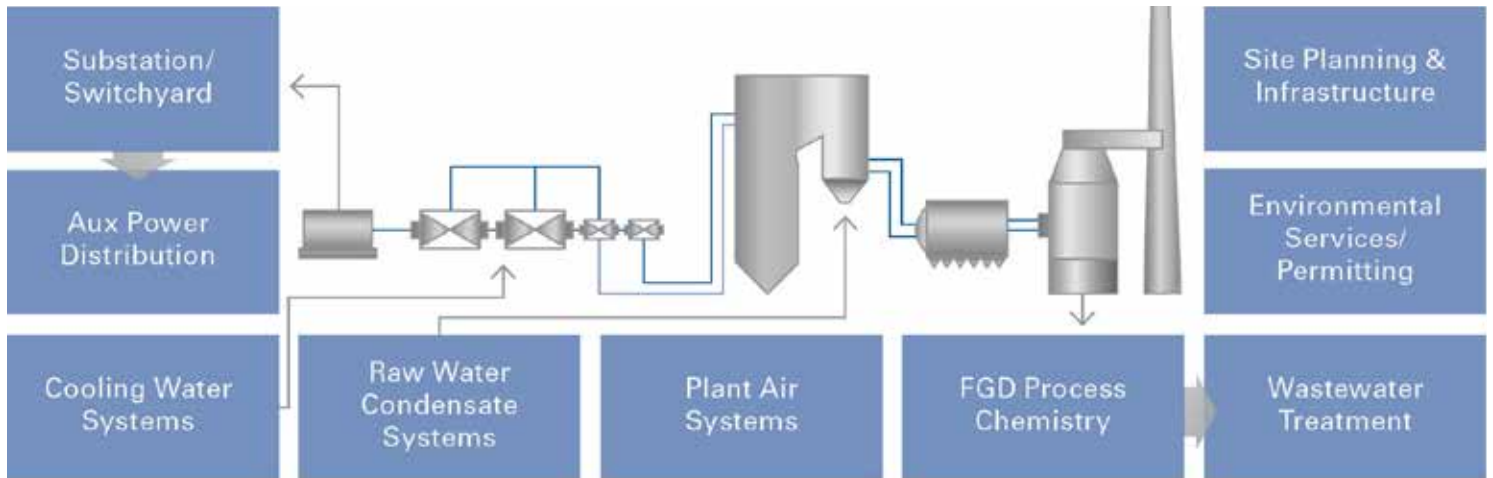 Substation/
Switchyard
Aux Power
Distribution
Cooling Water
Systems
Raw Water
Condensate
Systems
Plant Air
Systems
FGD Process
Chemistry
Site Planning &
Infrastructure
Environmental
Services/
Permitting
Wastewater
Treatment